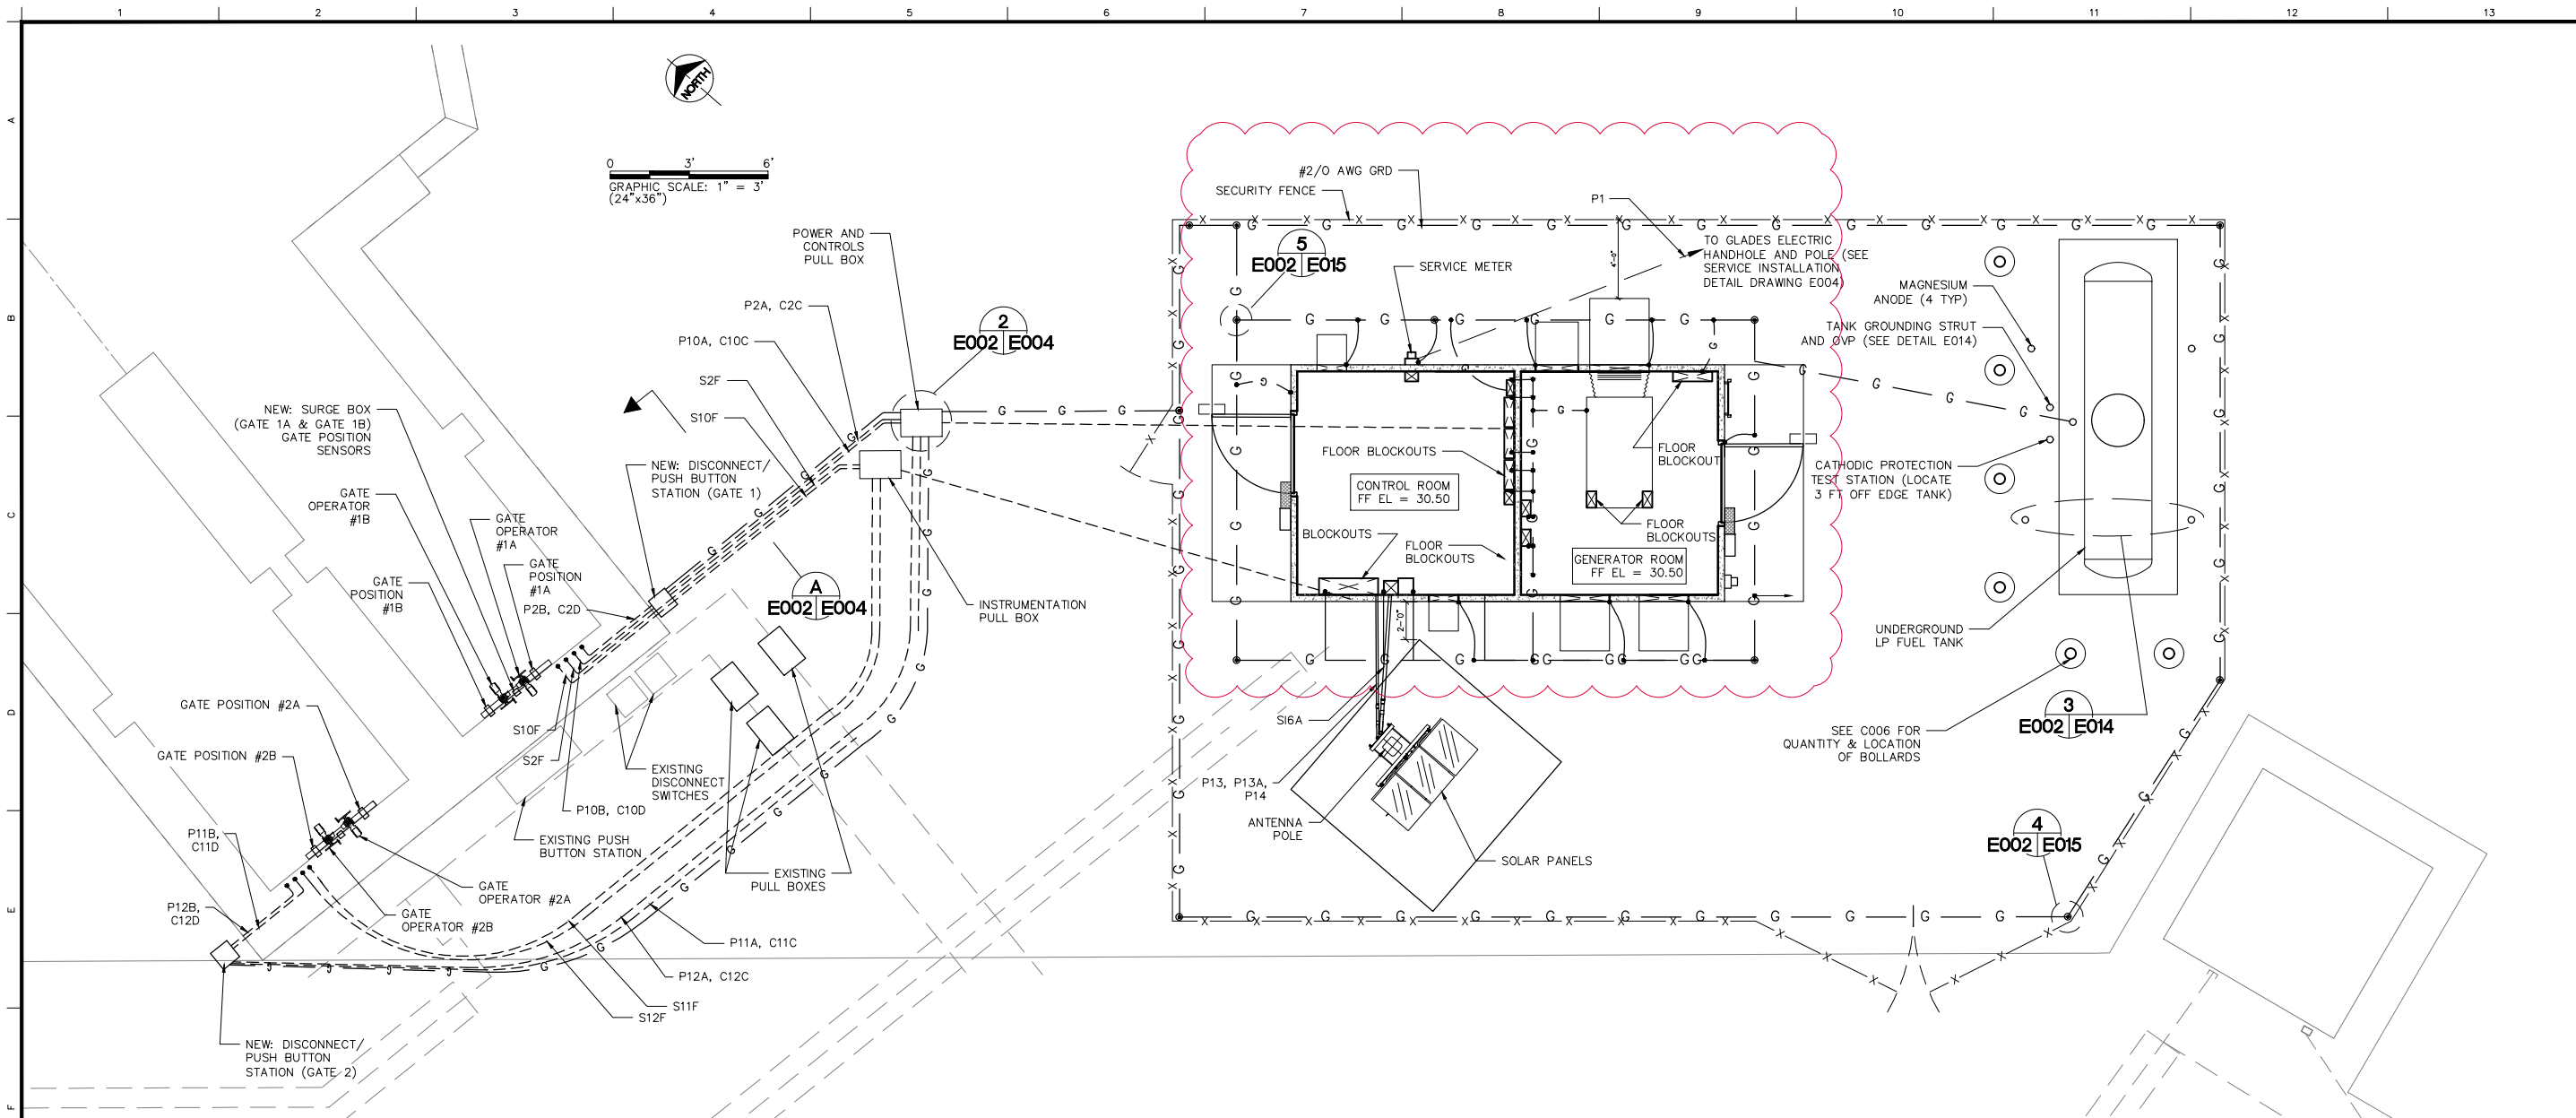 1 2 3 4 5 6 7 8 9 10 11 12 13
A
B
C
D
E
F
NORTH
0 3' 6'
GRAPHIC SCALE: 1" = 3'
(24"x36")
#2/0 AWG GRD
SECURITY FENCE
P1
TO GLADES ELECTRIC
HANDHOLE AND POLE (SEE
SERVICE INSTALLATION
DETAIL DRAWING E004)
4'-0"
5
E002 E015
SERVICE METER
POWER AND
CONTROLS
PULL BOX
P2A, C2C
P10A, C10C
S2F
S10F
2
E002 E004
MAGNESIUM
ANODE (4 TYP)
TANK GROUNDING STRUT
AND OVP (SEE DETAIL E014)
NEW: SURGE BOX
(GATE 1A & GATE 1B)
GATE POSITION
SENSORS
NEW: DISCONNECT/
PUSH BUTTON
STATION (GATE 1)
GATE
OPERATOR
#1B
GATE
OPERATOR
#1A
GATE
POSITION
#1A
GATE
POSITION
#1B
P2B, C2D
A
E002 E004
INSTRUMENTATION
PULL BOX
FLOOR BLOCKOUTS
CONTROL ROOM
FF EL = 30.50
BLOCKOUTS
FLOOR
BLOCKOUTS
FLOOR
BLOCKOUT
FLOOR
BLOCKOUTS
GENERATOR ROOM
FF EL = 30.50
CATHODIC PROTECTION
TEST STATION (LOCATE
3 FT OFF EDGE TANK)
UNDERGROUND
LP FUEL TANK
2'-0"
GATE POSITION #2A
GATE POSITION #2B
S10F
S2F
P10B, C10D
EXISTING
DISCONNECT
SWITCHES
EXISTING PUSH
BUTTON STATION
EXISTING
PULL BOXES
SI6A
P13, P13A,
P14
ANTENNA
POLE
SOLAR PANELS
3
E002 E014
SEE C006 FOR
QUANTITY & LOCATION
OF BOLLARDS
4
E002 E015
P11B,
C11D
P12B,
C12D
GATE
OPERATOR #2A
GATE
OPERATOR #2B
P11A, C11C
P12A, C12C
S11F
S12F
NEW: DISCONNECT/
PUSH BUTTON
STATION (GATE 2)